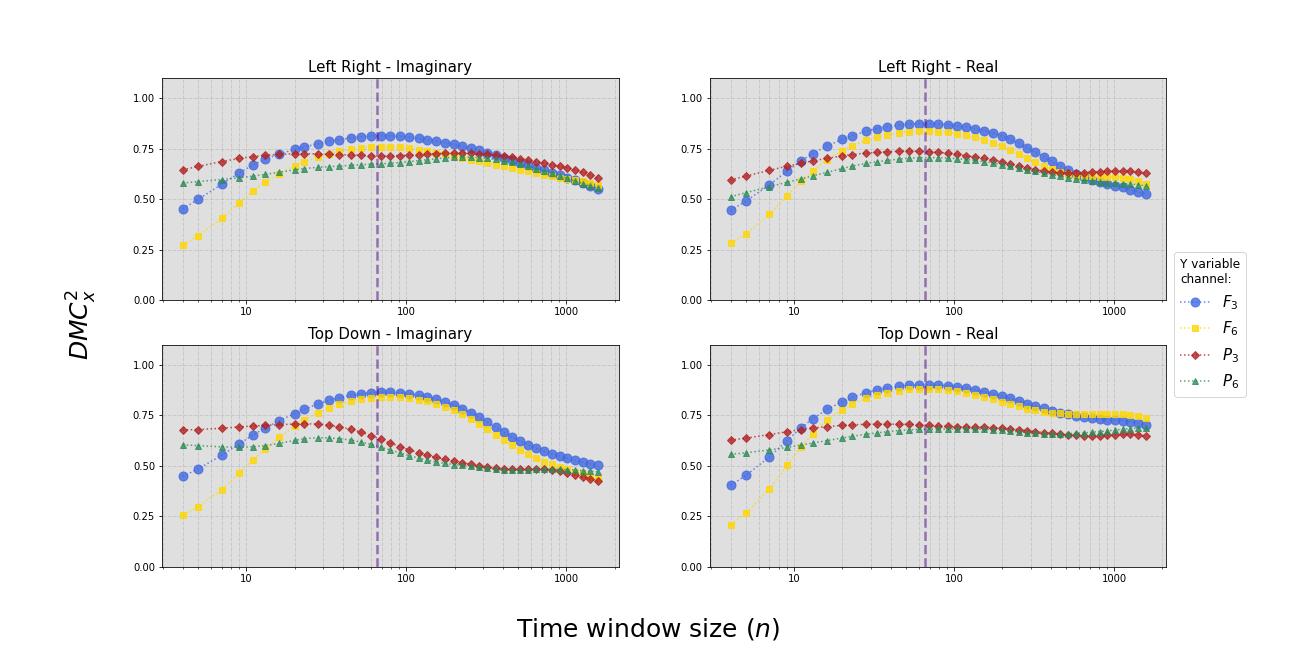 Left Right - Imaginary
1.00
0.75
0.50
0.25
0.00
10
100
1000
Left Right - Real
1.00
0.75
0.50
0.25
0.00
10
100
1000
Top Down - Imaginary
1.00
0.75
0.50
0.25
0.00
10
100
1000
Top Down - Real
1.00
0.75
0.50
0.25
0.00
10
100
1000
Y variable
channel:
F₃
F₆
P₃
P₆
DMC²ₓ
Time window size (n)